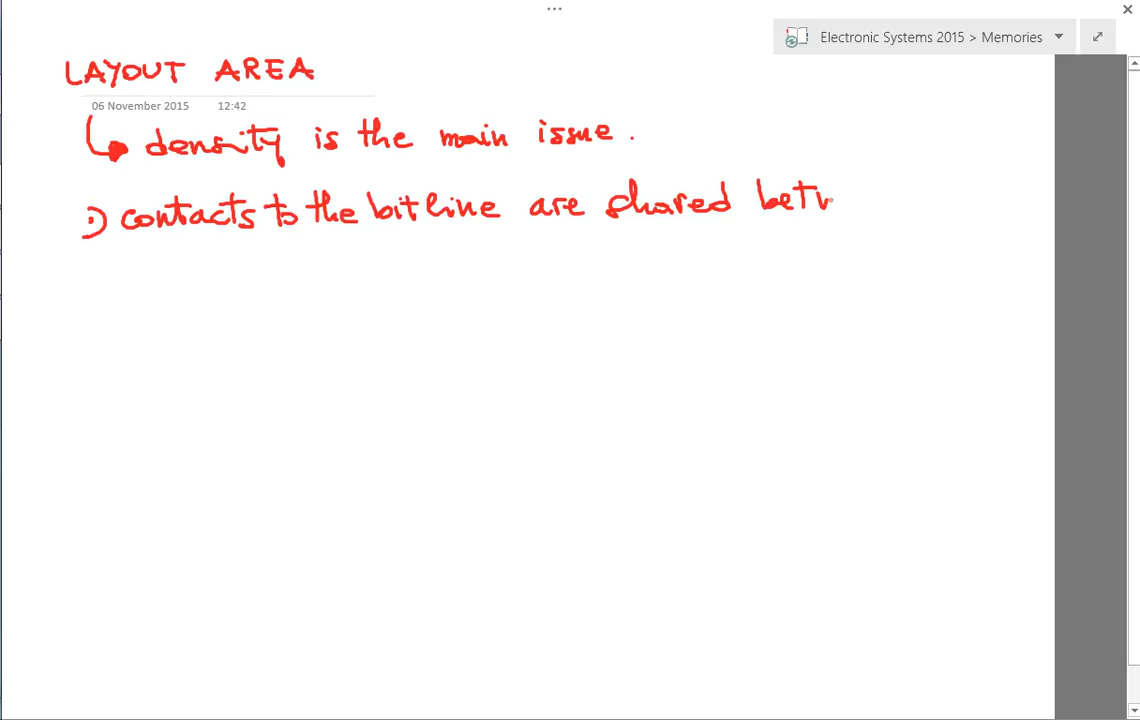 Electronic Systems 2015 > Memories
LAYOUT AREA
06 November 2015 12:42
density is the main issue.
contacts to the bitline are shared